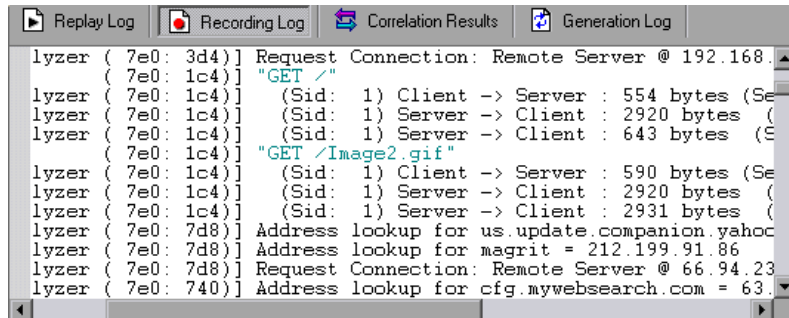 Replay Log Recording Log Correlation Results Generation Log
lyzer ( 7e0: 3d4)] Request Connection: Remote Server @ 192.168.
( 7e0: 1c4)] "GET /"
lyzer ( 7e0: 1c4)] (Sid: 1) Client -> Server : 554 bytes (Se
lyzer ( 7e0: 1c4)] (Sid: 1) Server -> Client : 2920 bytes (
lyzer ( 7e0: 1c4)] (Sid: 1) Server -> Client : 643 bytes (S
( 7e0: 1c4)] "GET /Image2.gif"
lyzer ( 7e0: 1c4)] (Sid: 1) Client -> Server : 590 bytes (Se
lyzer ( 7e0: 1c4)] (Sid: 1) Server -> Client : 2920 bytes (
lyzer ( 7e0: 1c4)] (Sid: 1) Server -> Client : 2931 bytes (
lyzer ( 7e0: 7d8)] Address lookup for us.update.companion.yahoo
lyzer ( 7e0: 7d8)] Address lookup for magrit = 212.199.91.86
lyzer ( 7e0: 7d8)] Request Connection: Remote Server @ 66.94.23
lyzer ( 7e0: 740)] Address lookup for cfg.mywebsearch.com = 63.